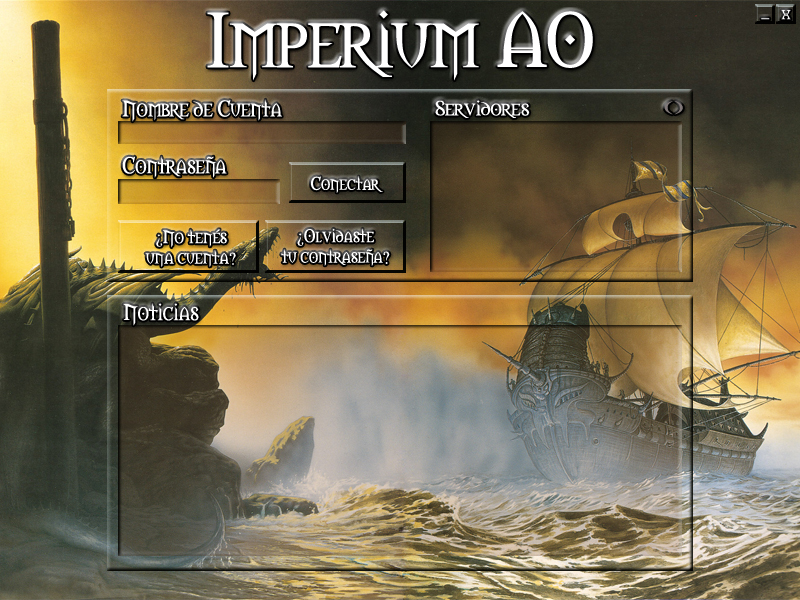 Imperium AO
X
Nombre de Cuenta
Servidores
Contraseña
Conectar
¿No tenés
una cuenta?
¿Olvidaste
tu contraseña?
Noticias